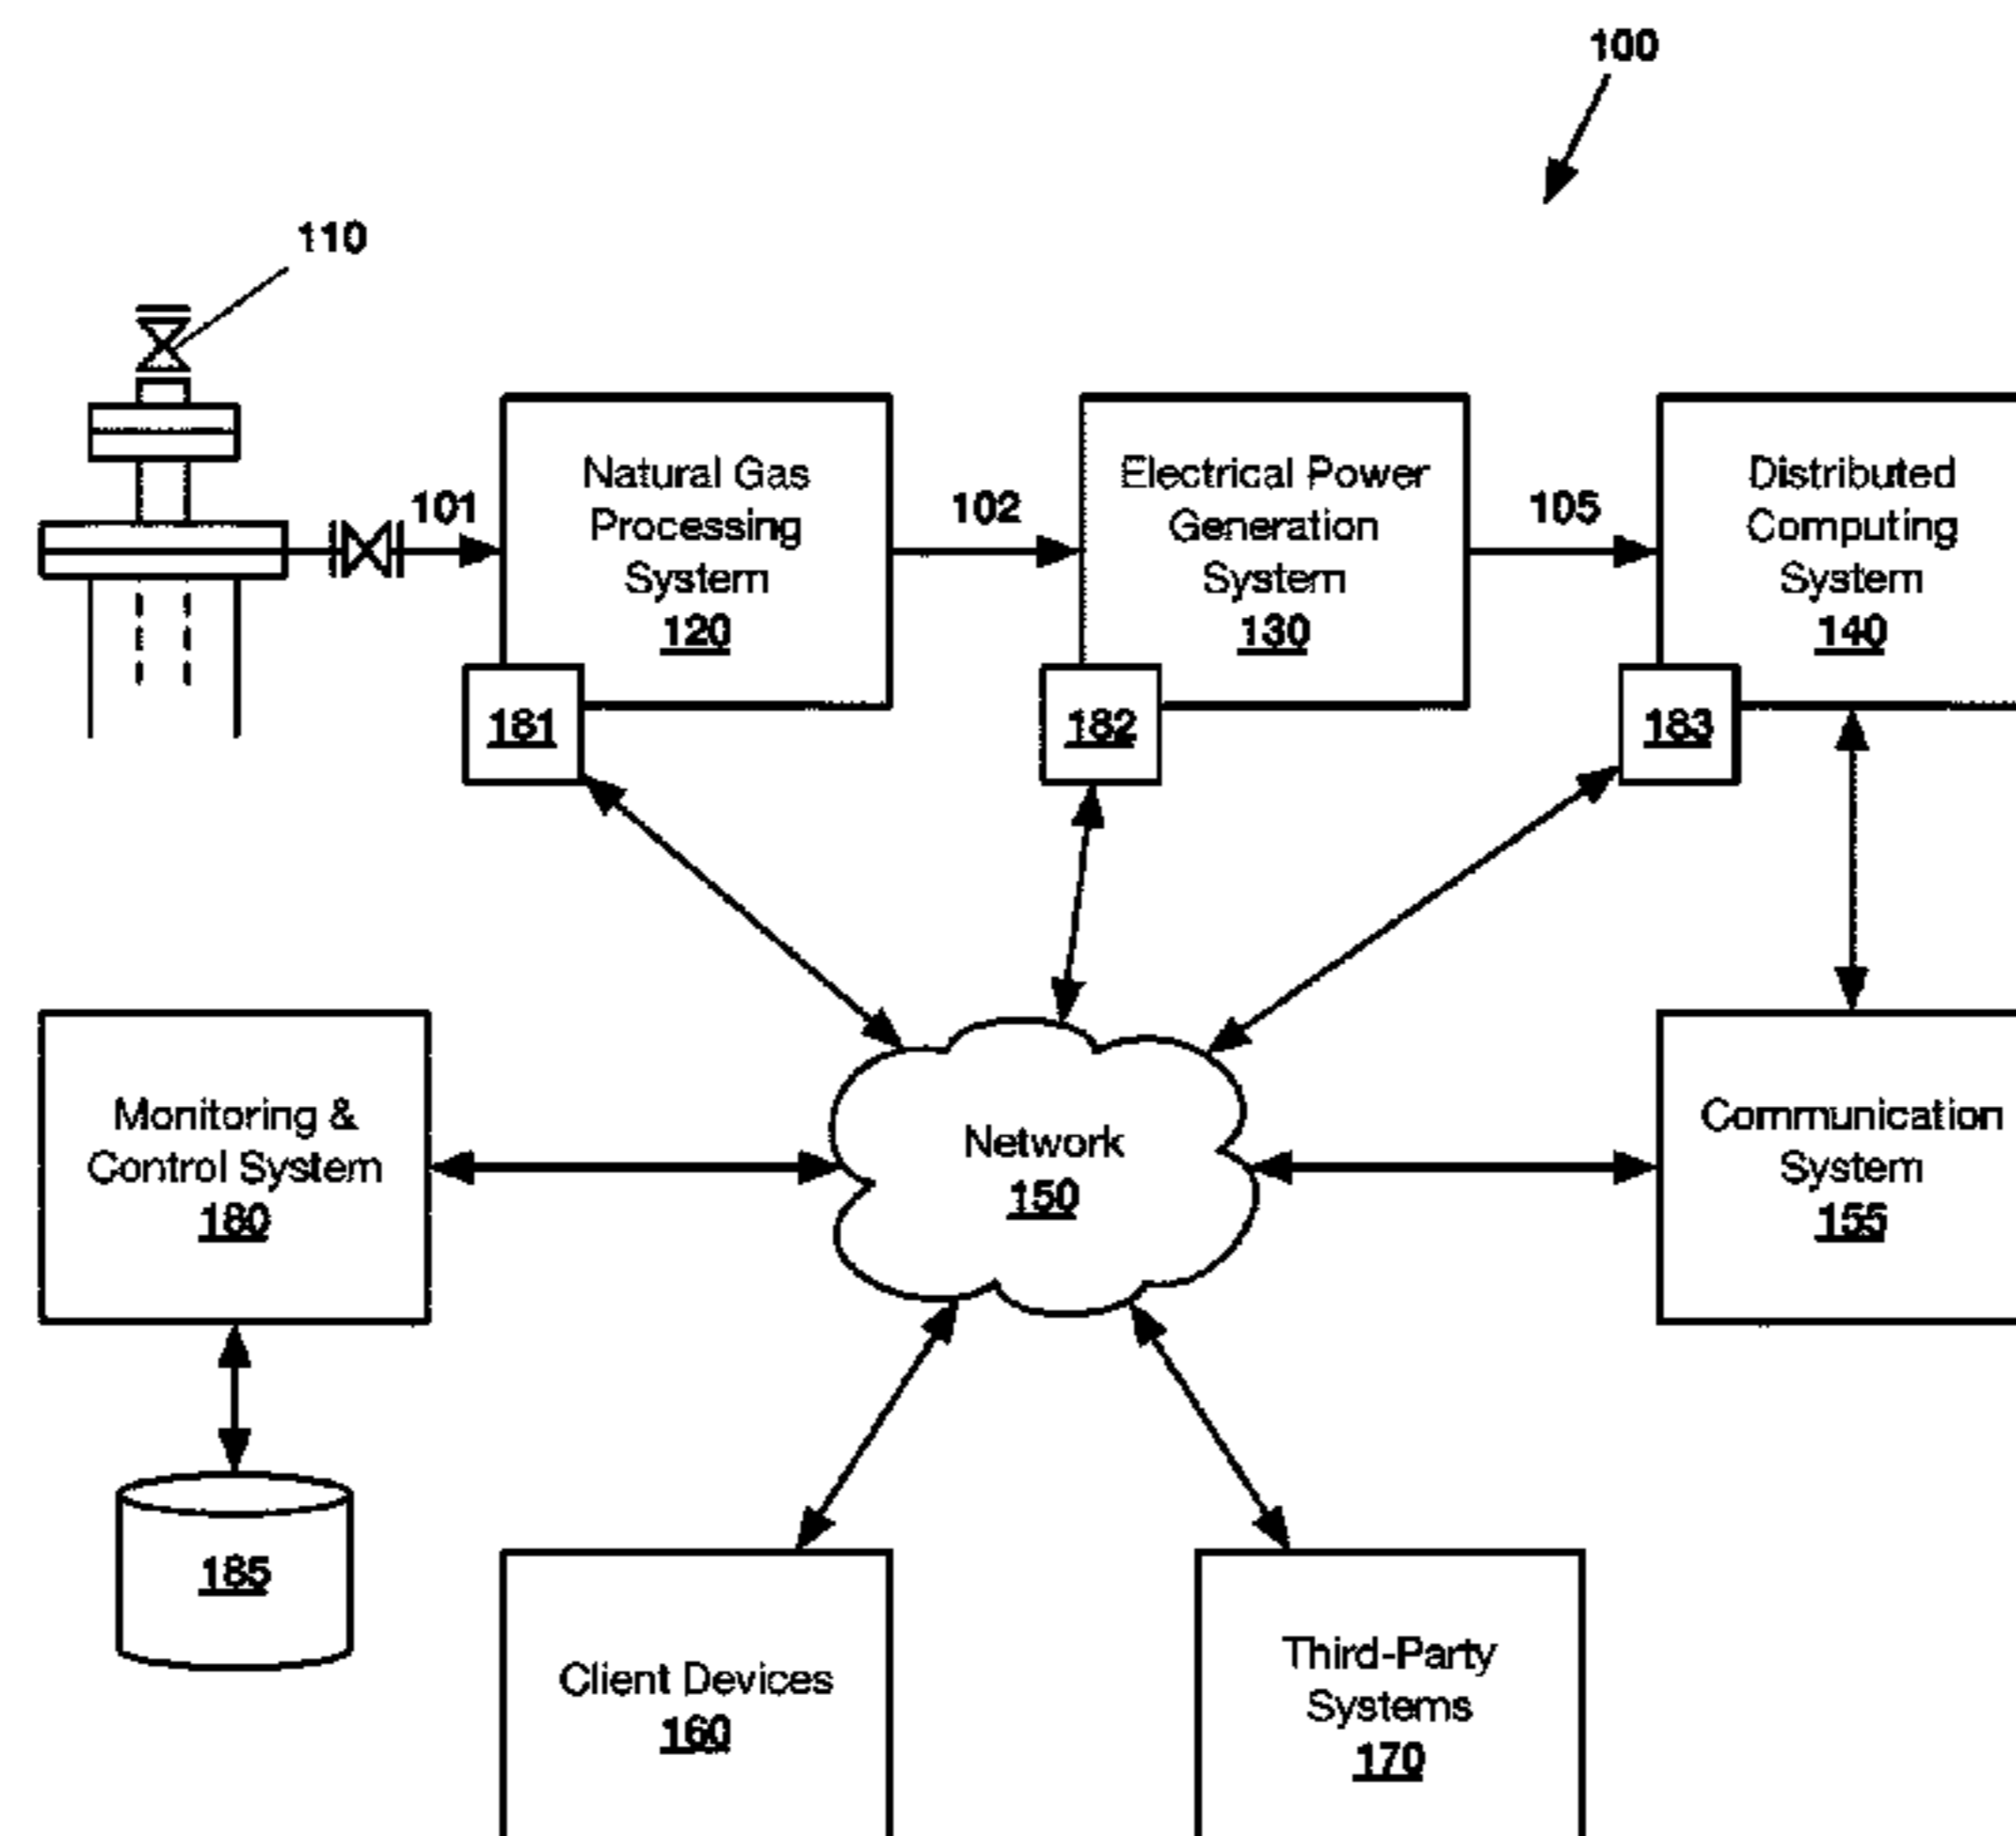 100
110
101
Natural Gas
Processing
System
120
102
Electrical Power
Generation
System
130
105
Distributed
Computing
System
140
181
182
183
Monitoring &
Control System
180
Network
150
Communication
System
155
185
Client Devices
160
Third-Party
Systems
170